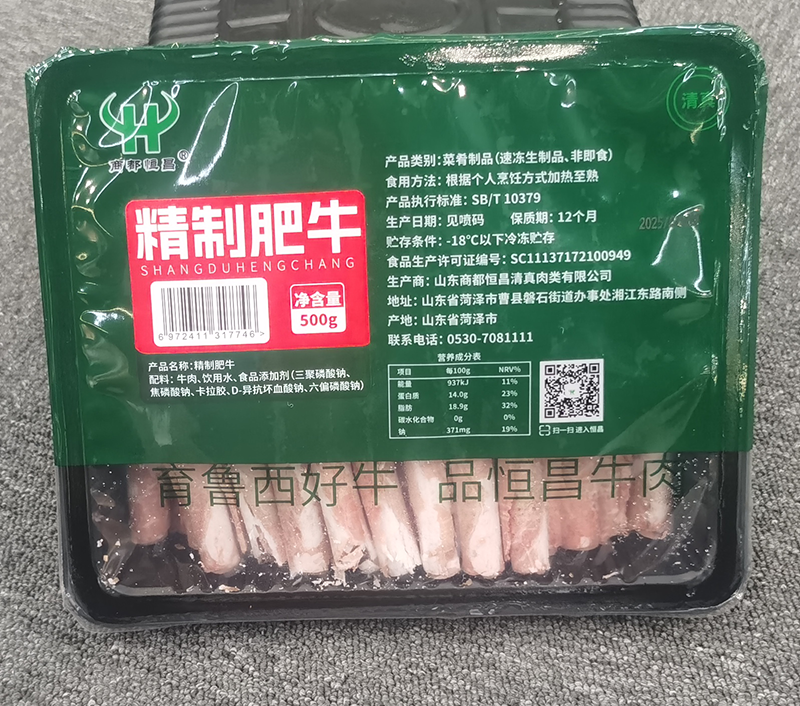 清真
商都恒昌®
精制肥牛
SHANGDUHENGCHANG
6 972411 317746 >
净含量
500g
产品名称: 精制肥牛
配料: 牛肉、饮用水、食品添加剂(三聚磷酸钠、
焦磷酸钠、卡拉胶、D-异抗坏血酸钠、六偏磷酸钠)
产品类别: 菜肴制品(速冻生制品、非即食)
食用方法: 根据个人烹饪方式加热至熟
产品执行标准: SB/T 10379
生产日期: 见喷码 保质期: 12个月
贮存条件: -18℃以下冷冻贮存
食品生产许可证编号: SC11137172100949
生产商: 山东商都恒昌清真肉类有限公司
地址: 山东省菏泽市曹县磐石街道办事处湘江东路南侧
产地: 山东省菏泽市
联系电话: 0530-7081111
2025
营养成分表
项目 每100g NRV%
能量 937kJ 11%
蛋白质 14.0g 23%
脂肪 18.9g 32%
碳水化合物 0g 0%
钠 371mg 19%
扫一扫 进入恒昌
育鲁西好牛 品恒昌牛肉